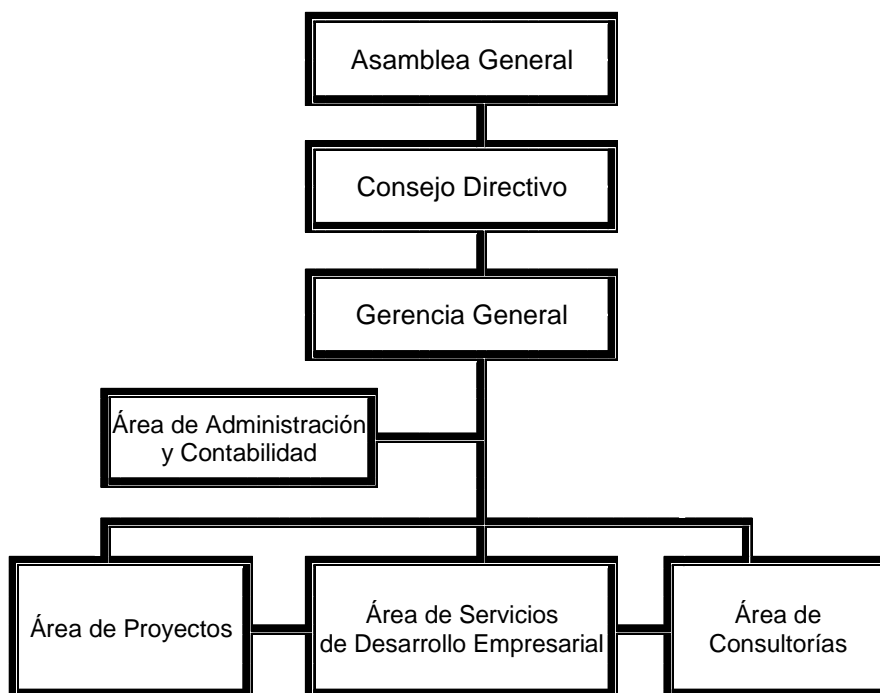 Asamblea General
Consejo Directivo
Gerencia General
Área de Administración
y Contabilidad
Área de Proyectos
Área de Servicios
de Desarrollo Empresarial
Área de
Consultorías